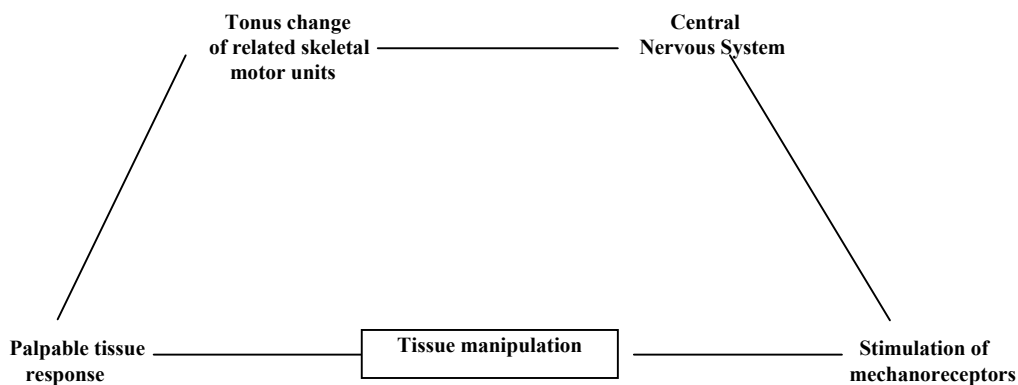 Tonus change
of related skeletal
motor units
Central
Nervous System
Palpable tissue
response
Tissue manipulation
Stimulation of
mechanoreceptors